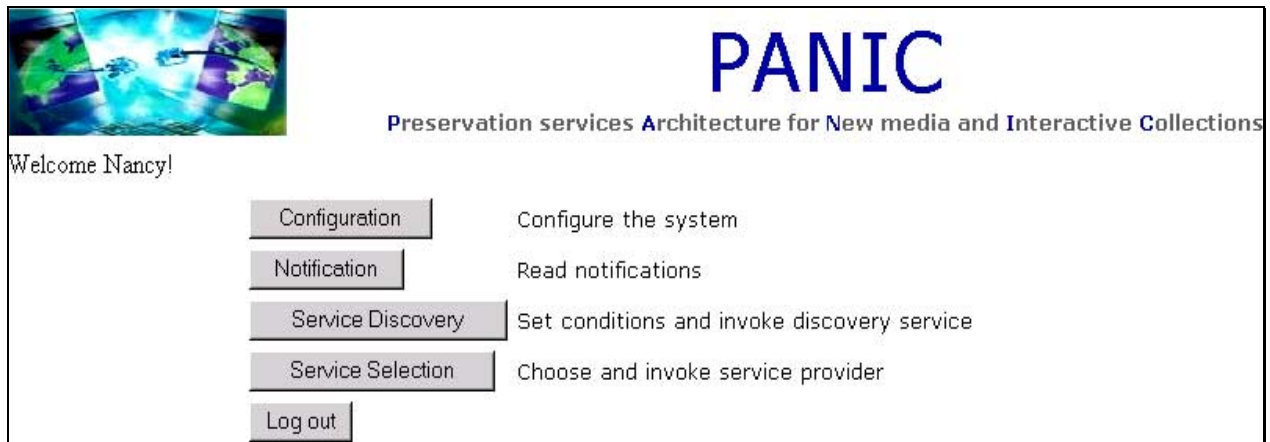 PANIC
Preservation services Architecture for New media and Interactive Collections
Welcome Nancy!
Configuration Configure the system
Notification Read notifications
Service Discovery Set conditions and invoke discovery service
Service Selection Choose and invoke service provider
Log out